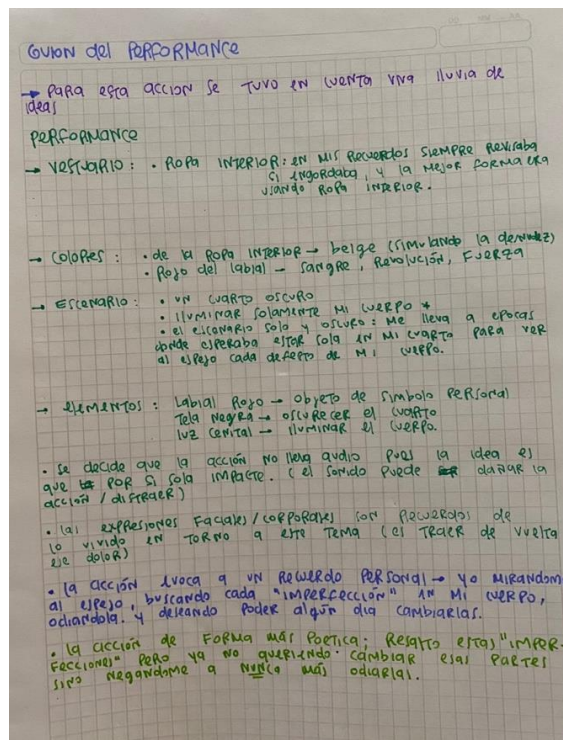 GUION del PERFORMANCE
→ PARA ESTA ACCION SE TUVO EN CUENTA UNA lluvia de
ideas
PERFORMANCE
→ VESTUARIO : • ROPA INTERIOR : EN MIS RECUERDOS SIEMPRE REVISABA
SI ENGORDABA, Y LA MEJOR FORMA ERA
USANDO ROPA INTERIOR.
→ COLORES : • de la ROPA INTERIOR → beige (simulando la desnudez)
• ROJO del labial → SANGRE, REVOLUCIÓN, FUERZA
→ ESCENARIO : • UN CUARTO OSCURO
• ILUMINAR SOLAMENTE MI CUERPO *
• el escenario solo y oscuro : Me lleva a epocas
donde esperaba estar sola en mi cuarto para ver
al espejo cada defecto de mi cuerpo.
→ elementos : Labial Rojo → objeto de simbolo personal
Tela Negra → oscurecer el cuarto
luz cenital → iluminar el cuerpo.
• Se decide que la acción no lleva audio pues la idea es
que por si sola impacte. (el sonido puede dañar la
acción / distraer)
• las expresiones faciales / corporales son recuerdos de
lo vivido en torno a este tema (es traer de vuelta
ese dolor)
• la acción evoca a un recuerdo personal → yo mirandom
al espejo, buscando cada "imperfección" en mi cuerpo,
odiandola. y deseando poder algún dia cambiarlas.
• la acción de forma más poetica; Resalto estas "imper-
fecciones" pero ya no queriendo cambiar esas partes
sino negandome a nunca más odiarlas.